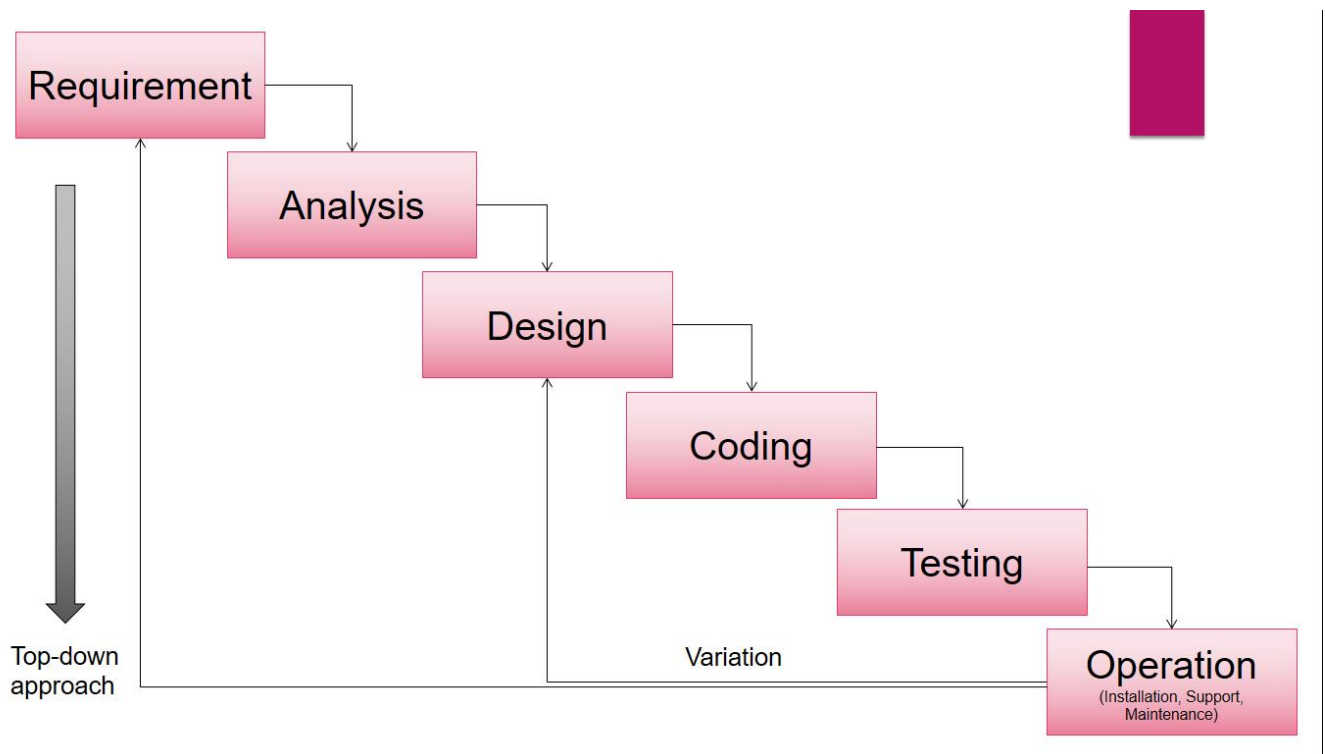 Requirement
Analysis
Design
Coding
Testing
Top-down
approach
Variation
Operation
(Installation, Support,
Maintenance)